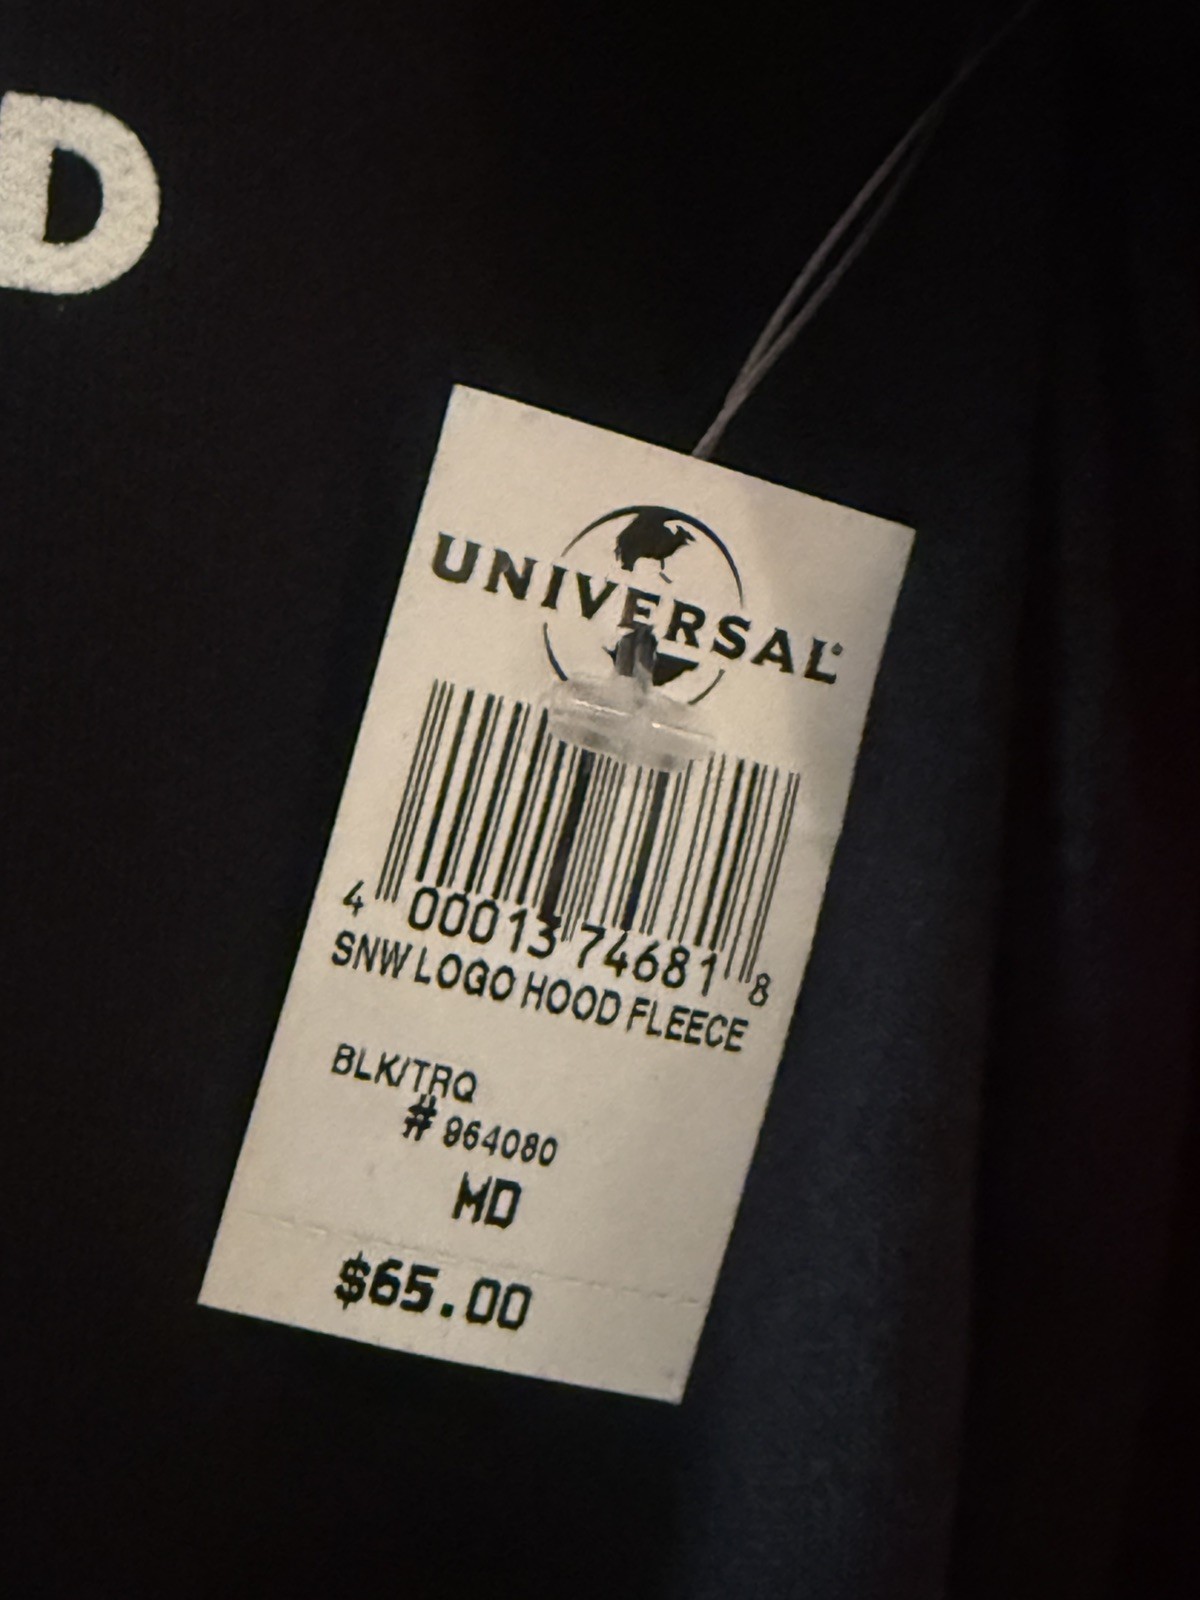 D
UNIVERSAL®
4 00013 74681 8
SNW LOGO HOOD FLEECE
BLK/TRQ
# 964080
MD
$65.00